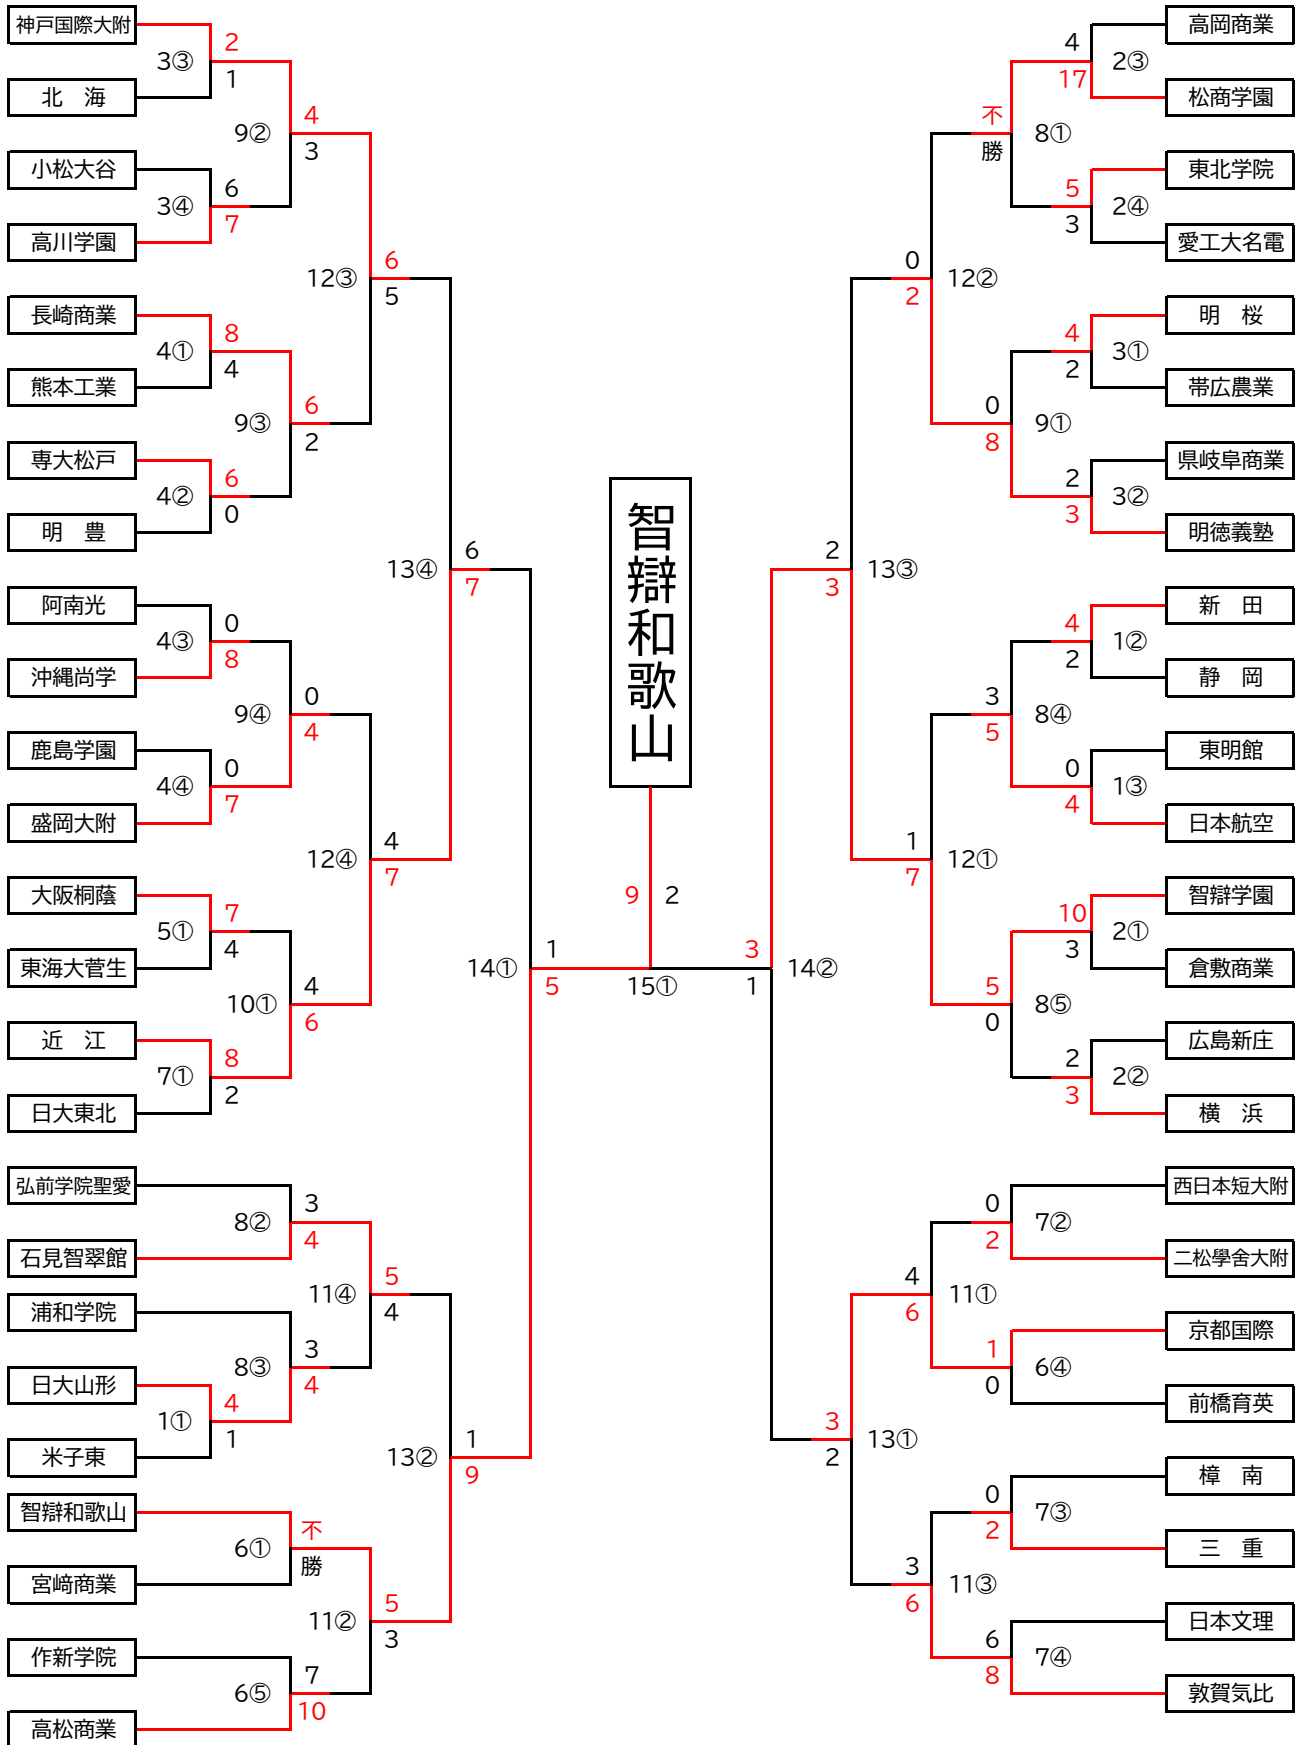 神戸国際大附
2
3③
1
北　海
4
9②
3
小松大谷
6
3④
7
高川学園
6
12③
5
長崎商業
8
4①
4
熊本工業
6
9③
2
専大松戸
6
4②
0
明　豊
6
13④
7
阿南光
0
4③
8
沖縄尚学
0
9④
4
鹿島学園
0
4④
7
盛岡大附
4
12④
7
大阪桐蔭
7
5①
4
東海大菅生
4
10①
6
近　江
8
7①
2
日大東北
1
14①
5
弘前学院聖愛
3
8②
4
石見智翠館
5
11④
4
浦和学院
3
8③
4
日大山形
4
1①
1
米子東
1
13②
9
智辯和歌山
不
6①
勝
宮﨑商業
5
11②
3
作新学院
7
6⑤
10
高松商業
智辯和歌山
9
2
15①
高岡商業
4
2③
17
松商学園
不
8①
勝
東北学院
5
2④
3
愛工大名電
0
12②
2
明　桜
4
3①
2
帯広農業
0
9①
8
県岐阜商業
2
3②
3
明徳義塾
2
13③
3
新　田
4
1②
2
静　岡
3
8④
5
東明館
0
1③
4
日本航空
1
12①
7
智辯学園
10
2①
3
倉敷商業
5
8⑤
0
広島新庄
2
2②
3
横　浜
3
14②
1
西日本短大附
0
7②
2
二松學舍大附
4
11①
6
京都国際
1
6④
0
前橋育英
3
13①
2
樟　南
0
7③
2
三　重
3
11③
6
日本文理
6
7④
8
敦賀気比